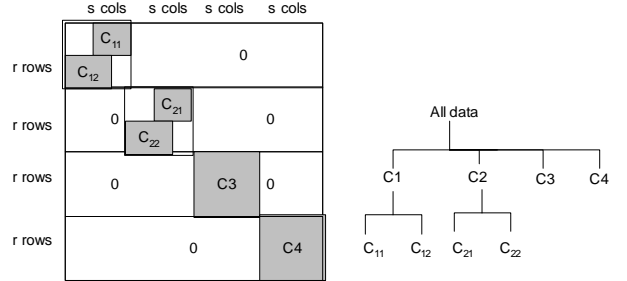 s cols s cols s cols s cols
r rows
C11
C12
0
r rows
0
C21
C22
0
r rows
0
C3
0
r rows
0
C4
All data
C1 C2 C3 C4
C11 C12 C21 C22